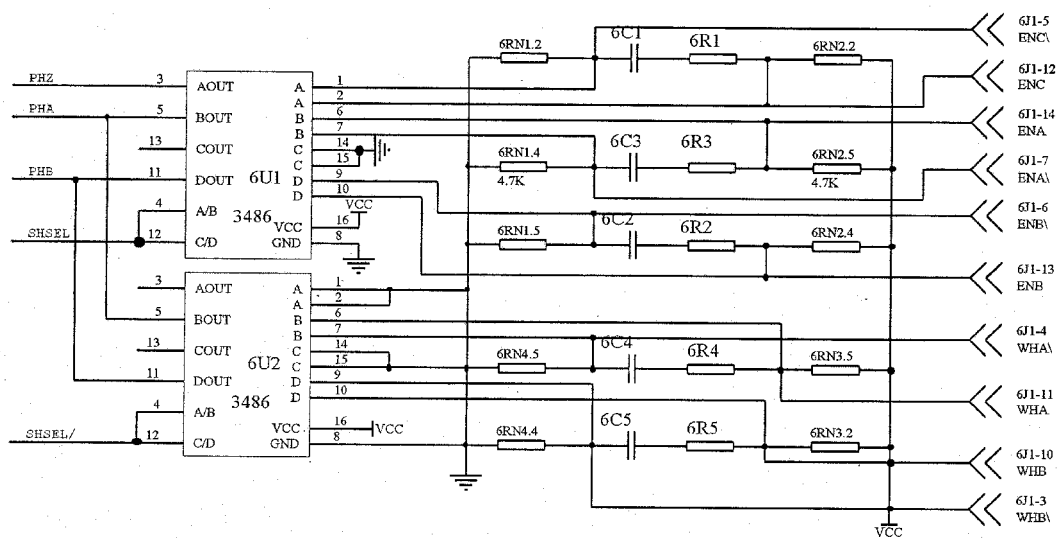 6RN1.2
6C1
6R1
6RN2.2
6J1-5
ENC\
PHZ
3
AOUT
A
1
A
2
6J1-12
ENC
PHA
5
BOUT
B
6
B
7
6J1-14
ENA
13
COUT
C
14
C
15
6RN1.4
4.7K
6C3
6R3
6RN2.5
4.7K
6J1-7
ENA\
PHB
11
DOUT
6U1
D
9
D
10
4
A/B
3486
VCC
16
VCC
6J1-6
ENB\
SHSEL
12
C/D
GND
8
6RN1.5
6C2
6R2
6RN2.4
3
AOUT
A
1
A
2
6J1-13
ENB
5
BOUT
B
6
B
7
6J1-4
WHA\
13
COUT
C
14
C
15
6U2
6RN4.5
6C4
6R4
6RN3.5
11
DOUT
D
9
D
10
6J1-11
WHA
4
A/B
3486
VCC
16
VCC
SHSEL/
12
C/D
GND
8
6RN4.4
6C5
6R5
6RN3.2
6J1-10
WHB
6J1-3
WHB\
VCC